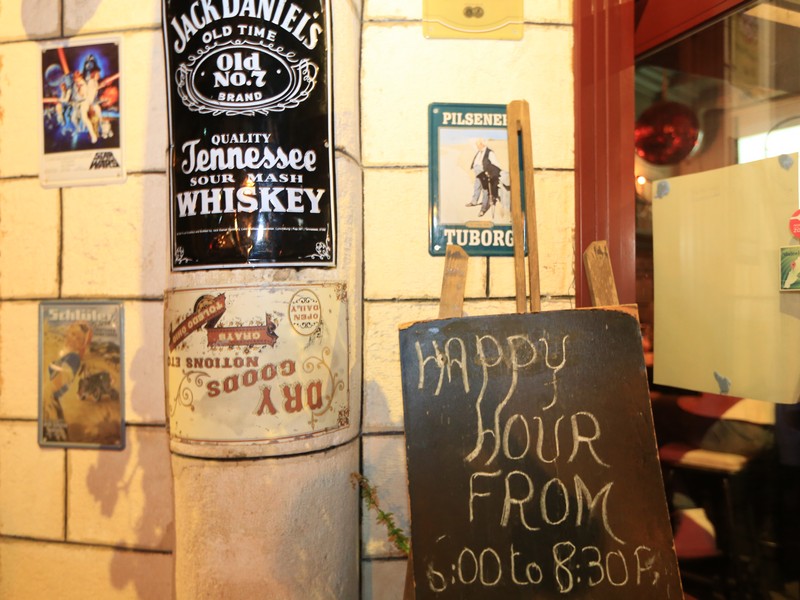 JACK DANIEL'S
OLD TIME
Old
No.7
BRAND
QUALITY
Tennessee
SOUR MASH
WHISKEY
STAR
WARS
Schlüter
OPEN
DAILY
CRAVATS
DRY
GOODS
NOTIONS ETC
PILSENER
TUBORG
HAPPY
HOUR
FROM
6:00 to 8:30 P.